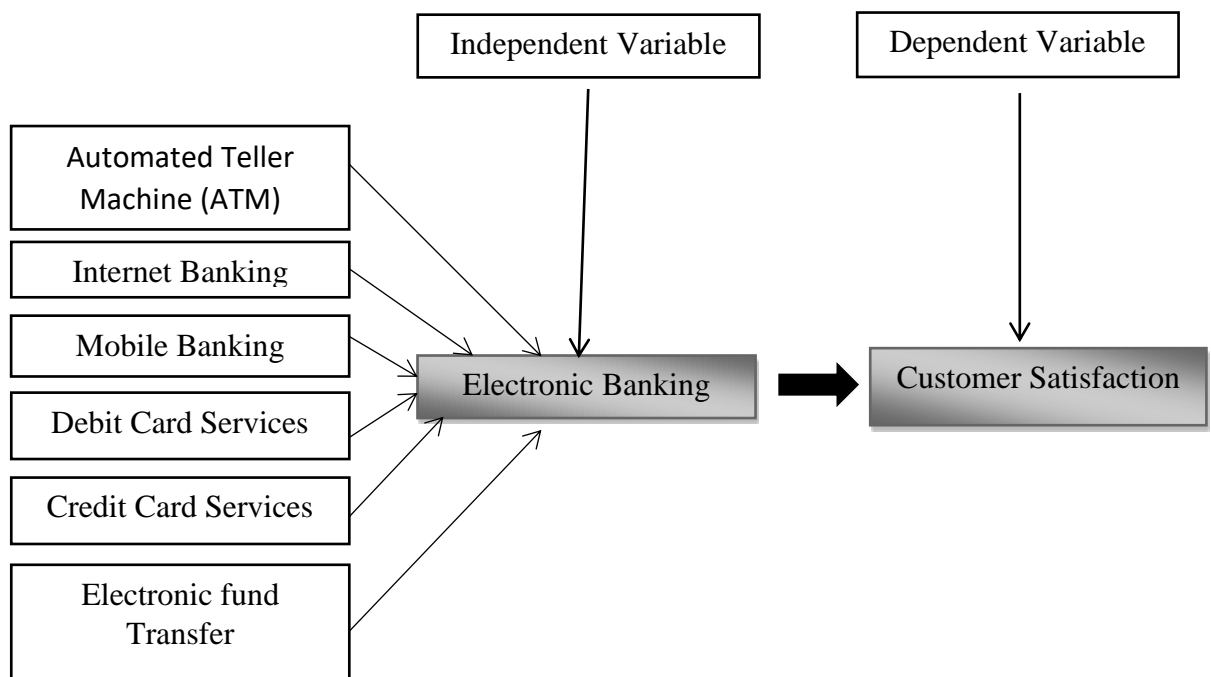 Independent Variable
Dependent Variable
Automated Teller
Machine (ATM)
Internet Banking
Mobile Banking
Electronic Banking
Customer Satisfaction
Debit Card Services
Credit Card Services
Electronic fund
Transfer